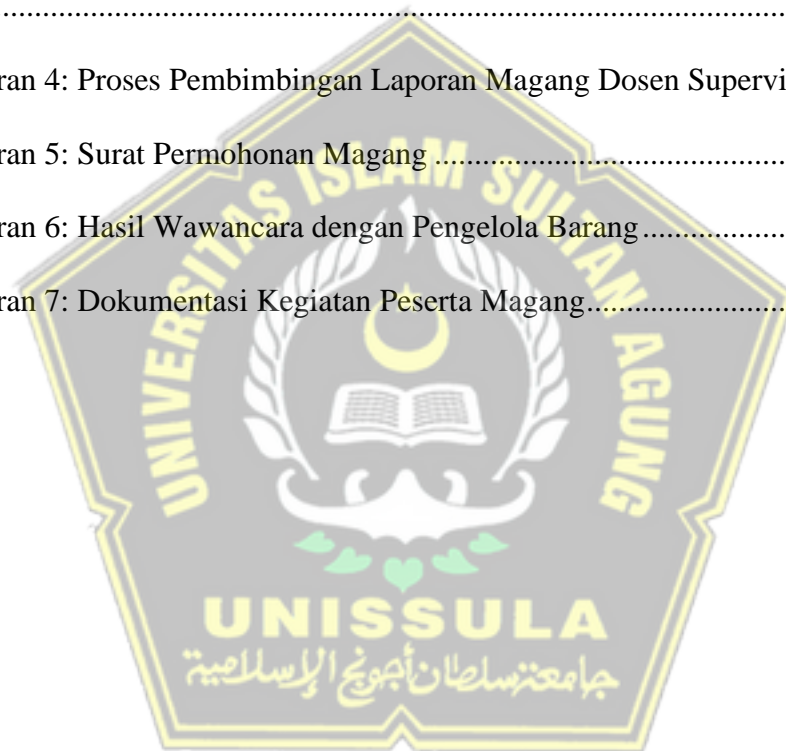 ran 4: Proses Pembimbingan Laporan Magang Dosen Supervi
ran 5: Surat Permohonan Magang
ran 6: Hasil Wawancara dengan Pengelola Barang
ran 7: Dokumentasi Kegiatan Peserta Magang
UNIVERSITAS ISLAM SULTAN AGUNG
UNISSULA
جامعة سلطان أجونج الإسلامية